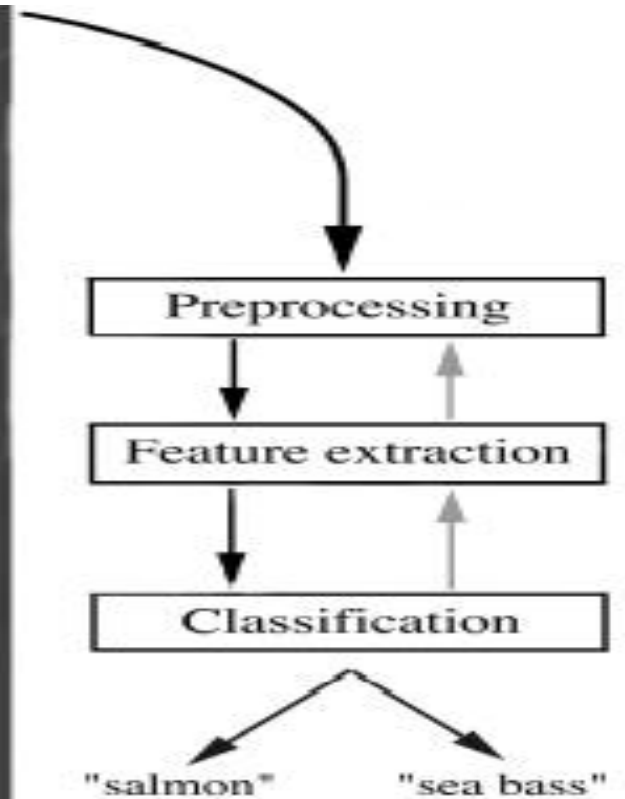 Preprocessing
Feature extraction
Classification
"salmon" "sea bass"